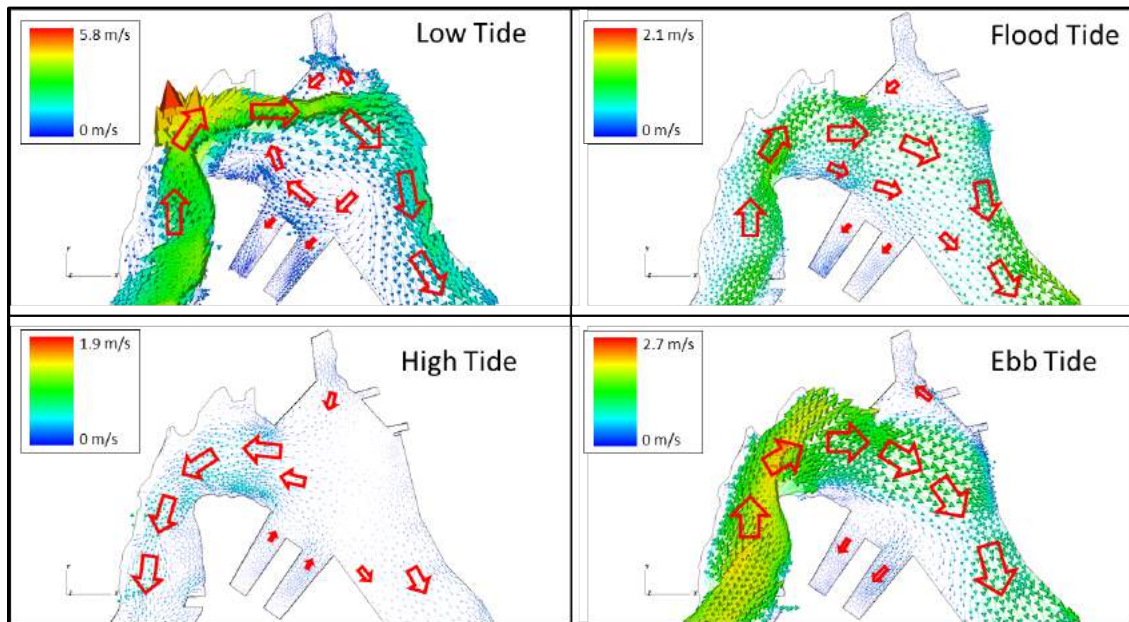 5.8 m/s
0 m/s
Low Tide
2.1 m/s
0 m/s
Flood Tide
1.9 m/s
0 m/s
High Tide
2.7 m/s
0 m/s
Ebb Tide